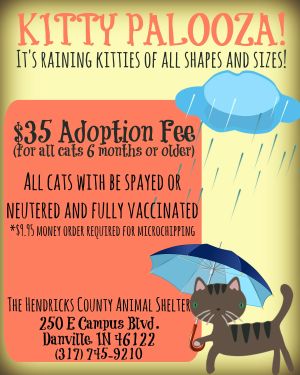 KITTY PALOOZA!
IT'S RAINING KITTIES OF ALL SHAPES AND SIZES!
$35 Adoption Fee
(for all cats 6 months or older)
ALL CATS WITH BE SPAYED OR
NEUTERED AND FULLY VACCINATED
*$9.95 MONEY ORDER REQUIRED FOR MICROCHIPPING
THE HENDRICKS COUNTY ANIMAL SHELTER
250 E Campus Blvd.
Danville IN 46122
(317) 745-9210